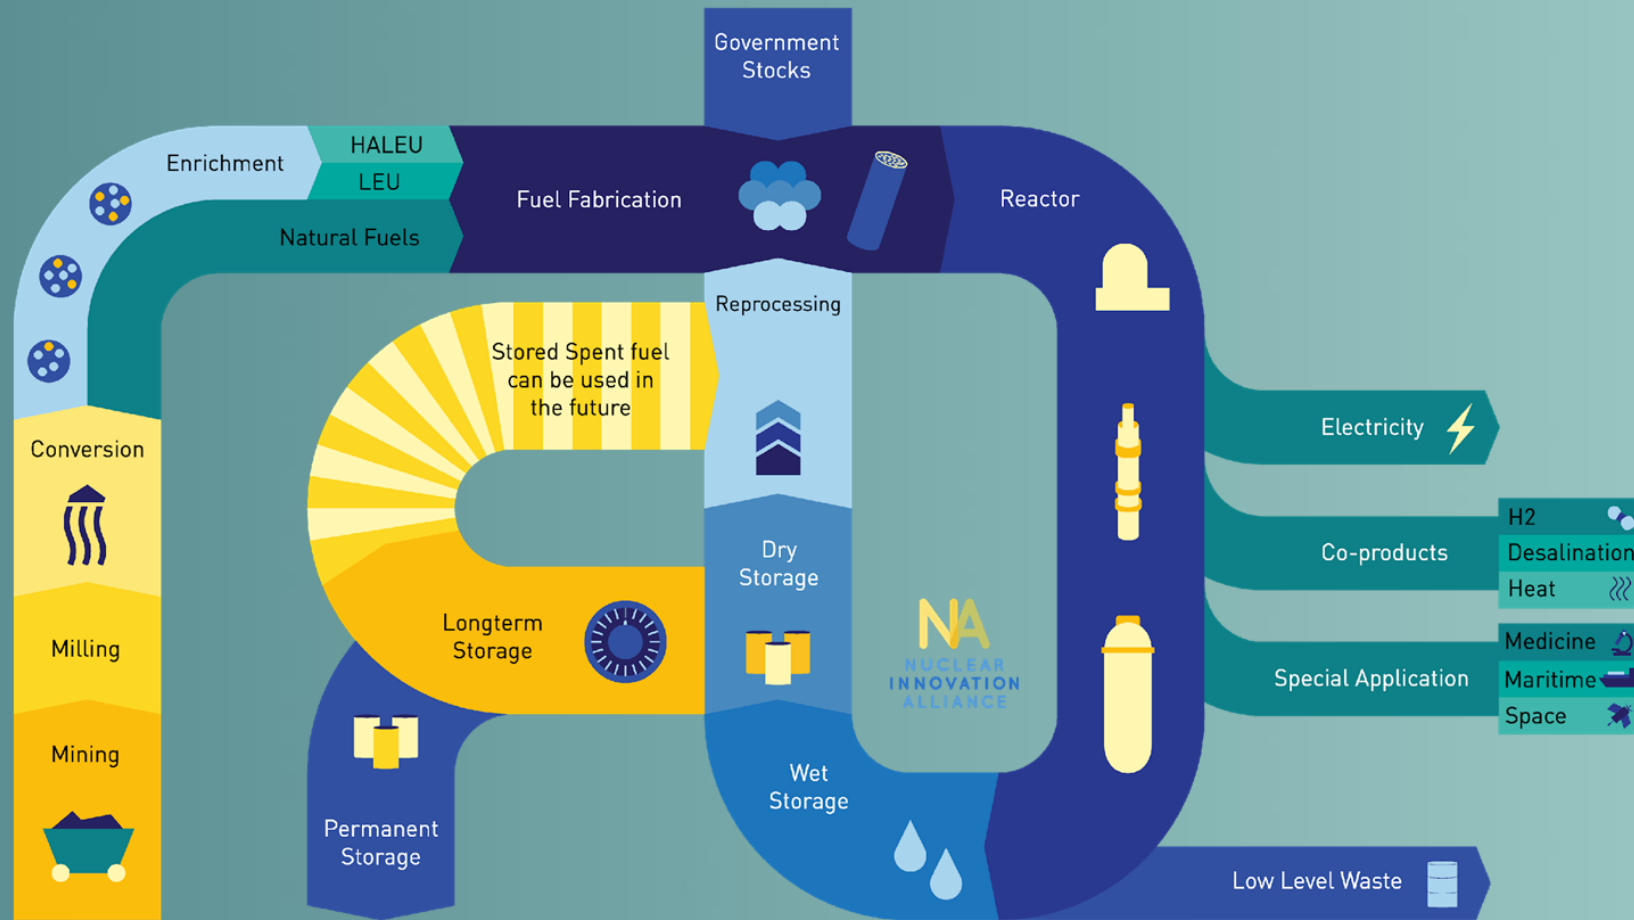 Government
Stocks
Enrichment
HALEU
LEU
Natural Fuels
Fuel Fabrication
Reactor
Reprocessing
Stored Spent fuel
can be used in
the future
Conversion
Electricity
Co-products
H2
Desalination
Heat
Dry
Storage
Longterm
Storage
NIA
NUCLEAR
INNOVATION
ALLIANCE
Milling
Special Application
Medicine
Maritime
Space
Mining
Wet
Storage
Permanent
Storage
Low Level Waste